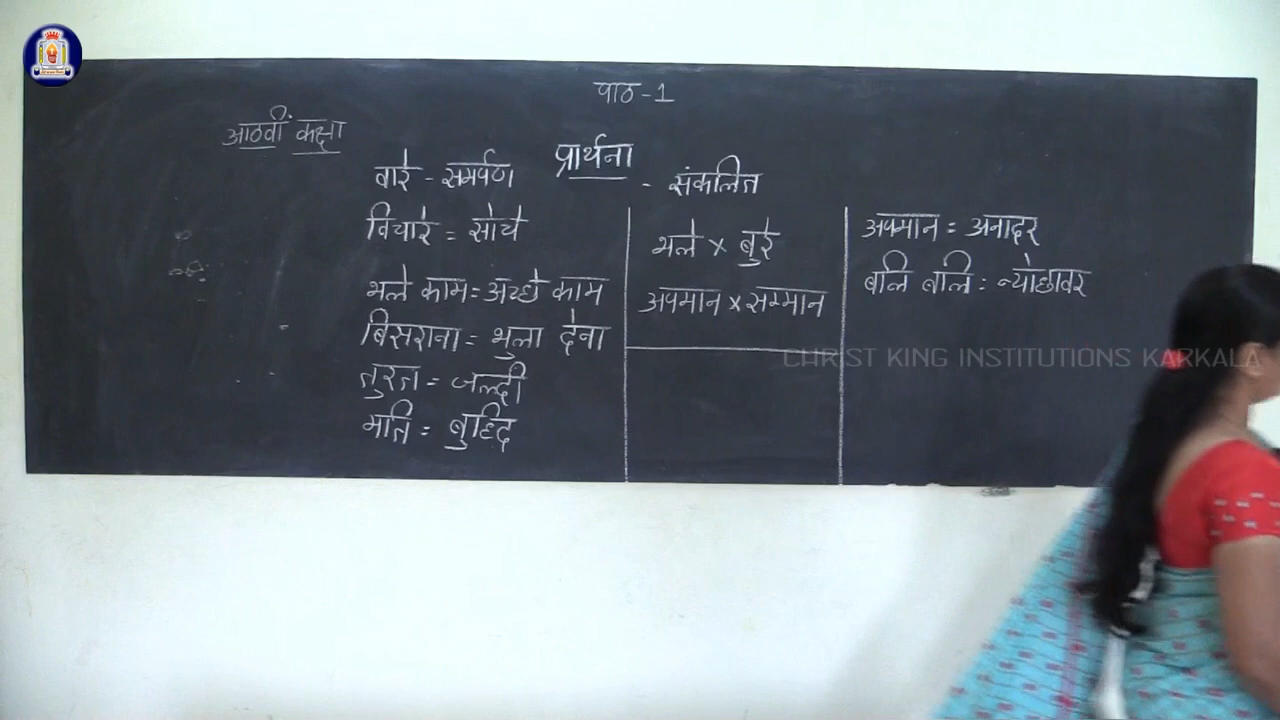 पाठ-1
आठवीं कक्षा
प्रार्थना
- संकलित
वारे - समर्पण
विचारे = सोचे
भले काम = अच्छे काम
बिसराना = भुला देना
तुरत = जल्दी
मति = बुद्धि
भले × बुरे
अपमान × सम्मान
अपमान = अनादर
बलि बलि = न्योछावर
CHRIST KING INSTITUTIONS KARKALA